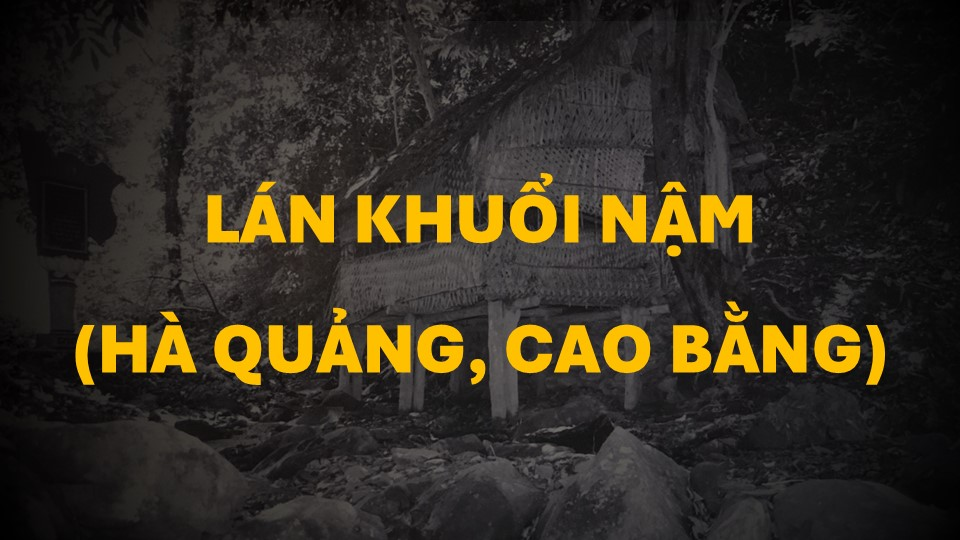 LÁN KHUỔI NẬM
(HÀ QUẢNG, CAO BẰNG)